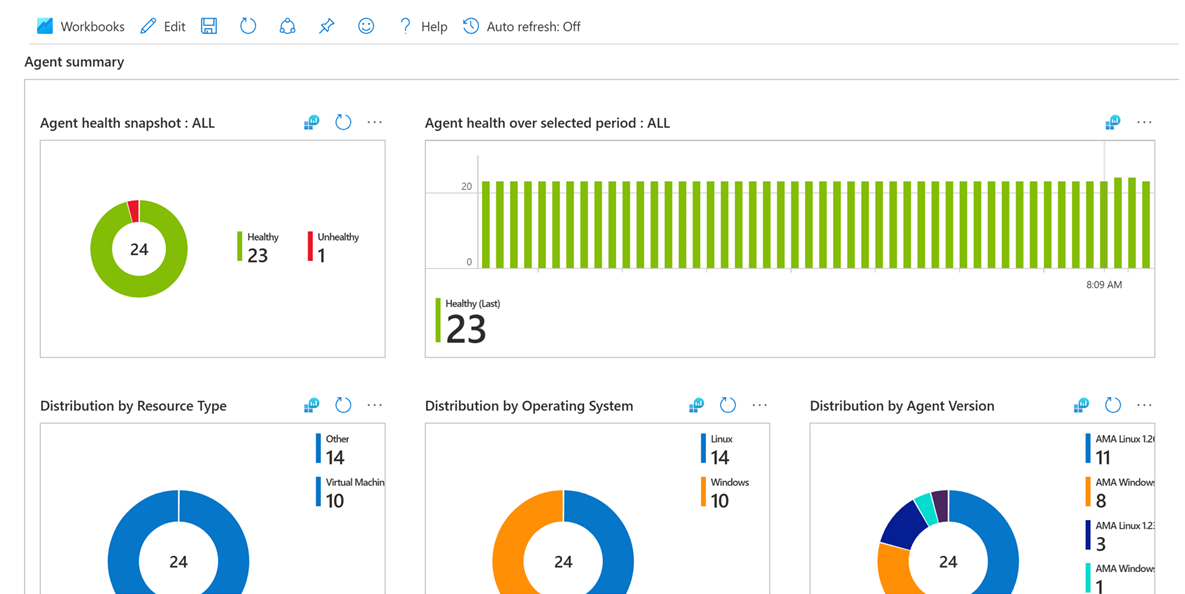 Workbooks Edit Help Auto refresh: Off
Agent summary
Agent health snapshot : ALL
24
Healthy
23
Unhealthy
1
Agent health over selected period : ALL
20
0
8:09 AM
Healthy (Last)
23
Distribution by Resource Type
Other
14
Virtual Machin
10
24
Distribution by Operating System
Linux
14
Windows
10
24
Distribution by Agent Version
AMA Linux 1.2
11
AMA Windows
8
AMA Linux 1.2
3
AMA Windows
1
24